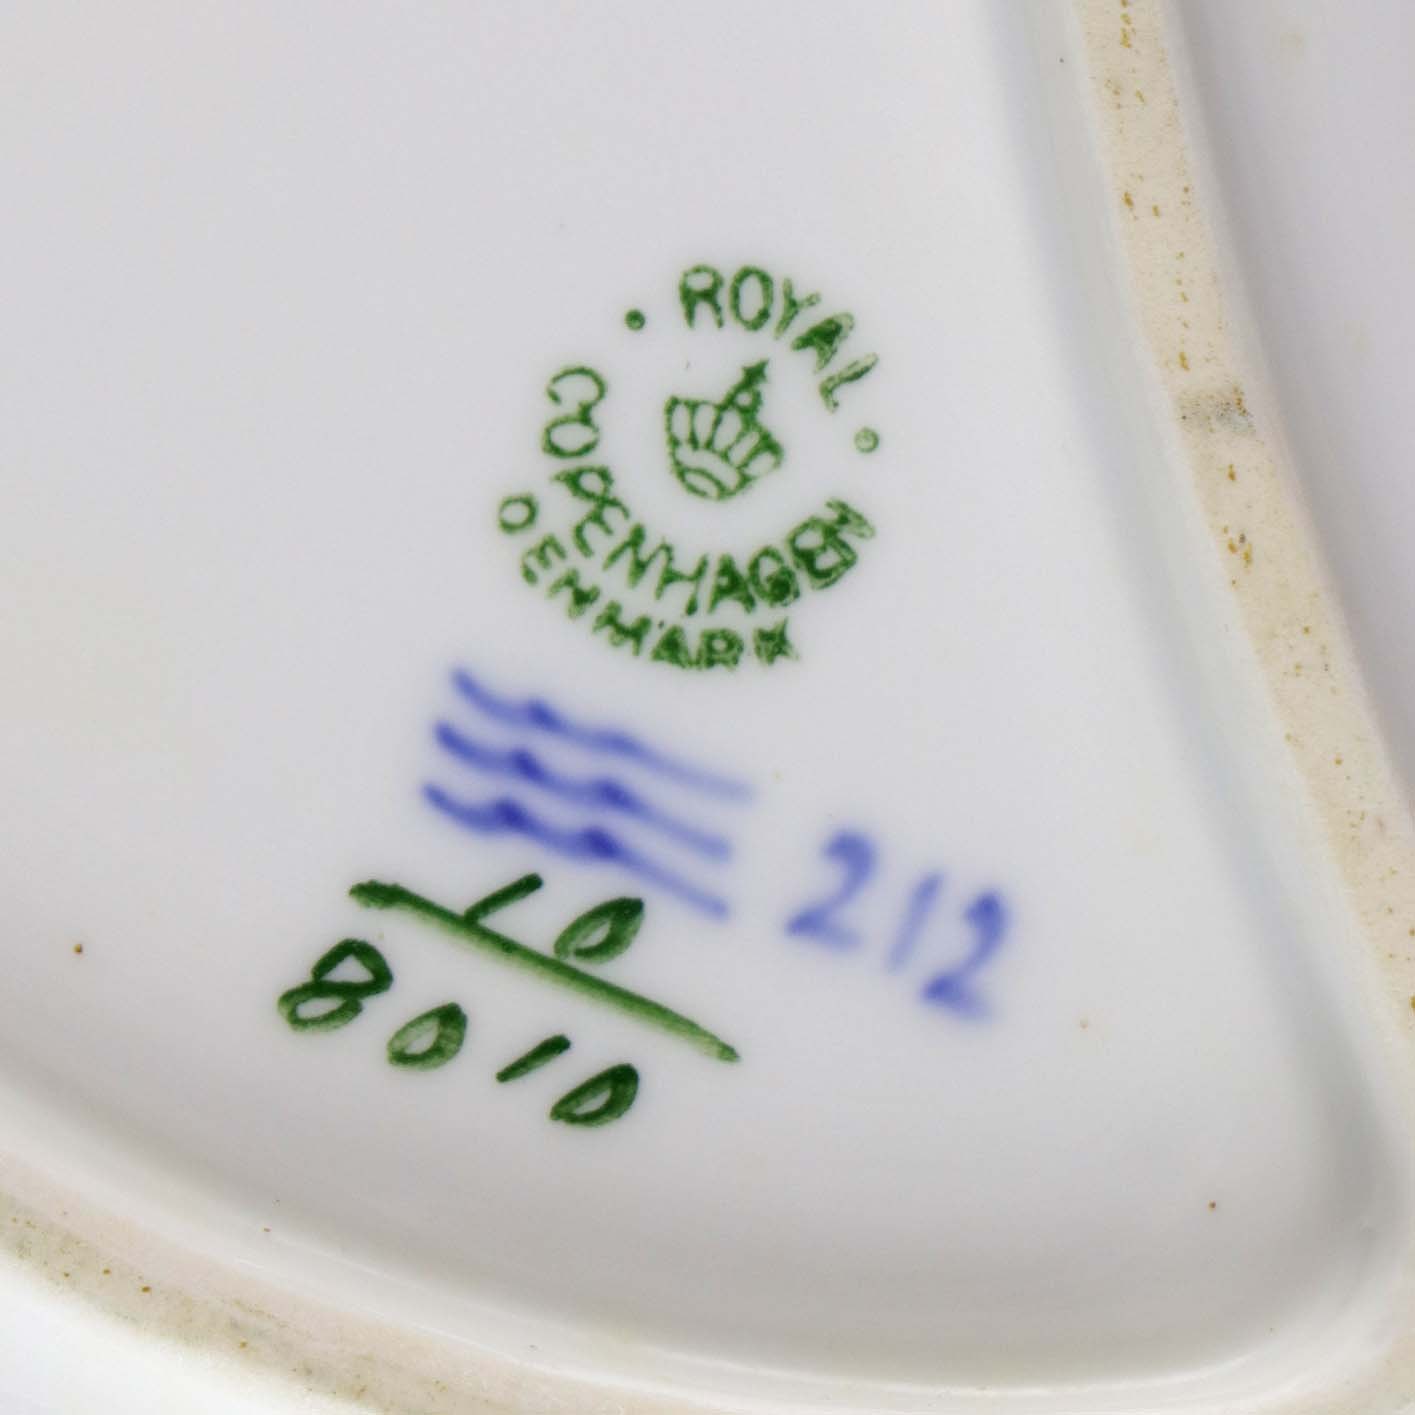 ROYAL
COPENHAGEN
DENMARK
212
10
8010